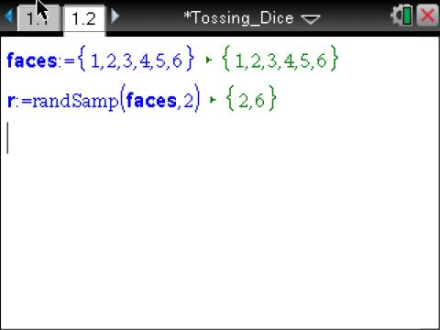 1.1 1.2 *Tossing_Dice
faces:={1,2,3,4,5,6} ▸ {1,2,3,4,5,6}
r:=randSamp(faces,2) ▸ {2,6}